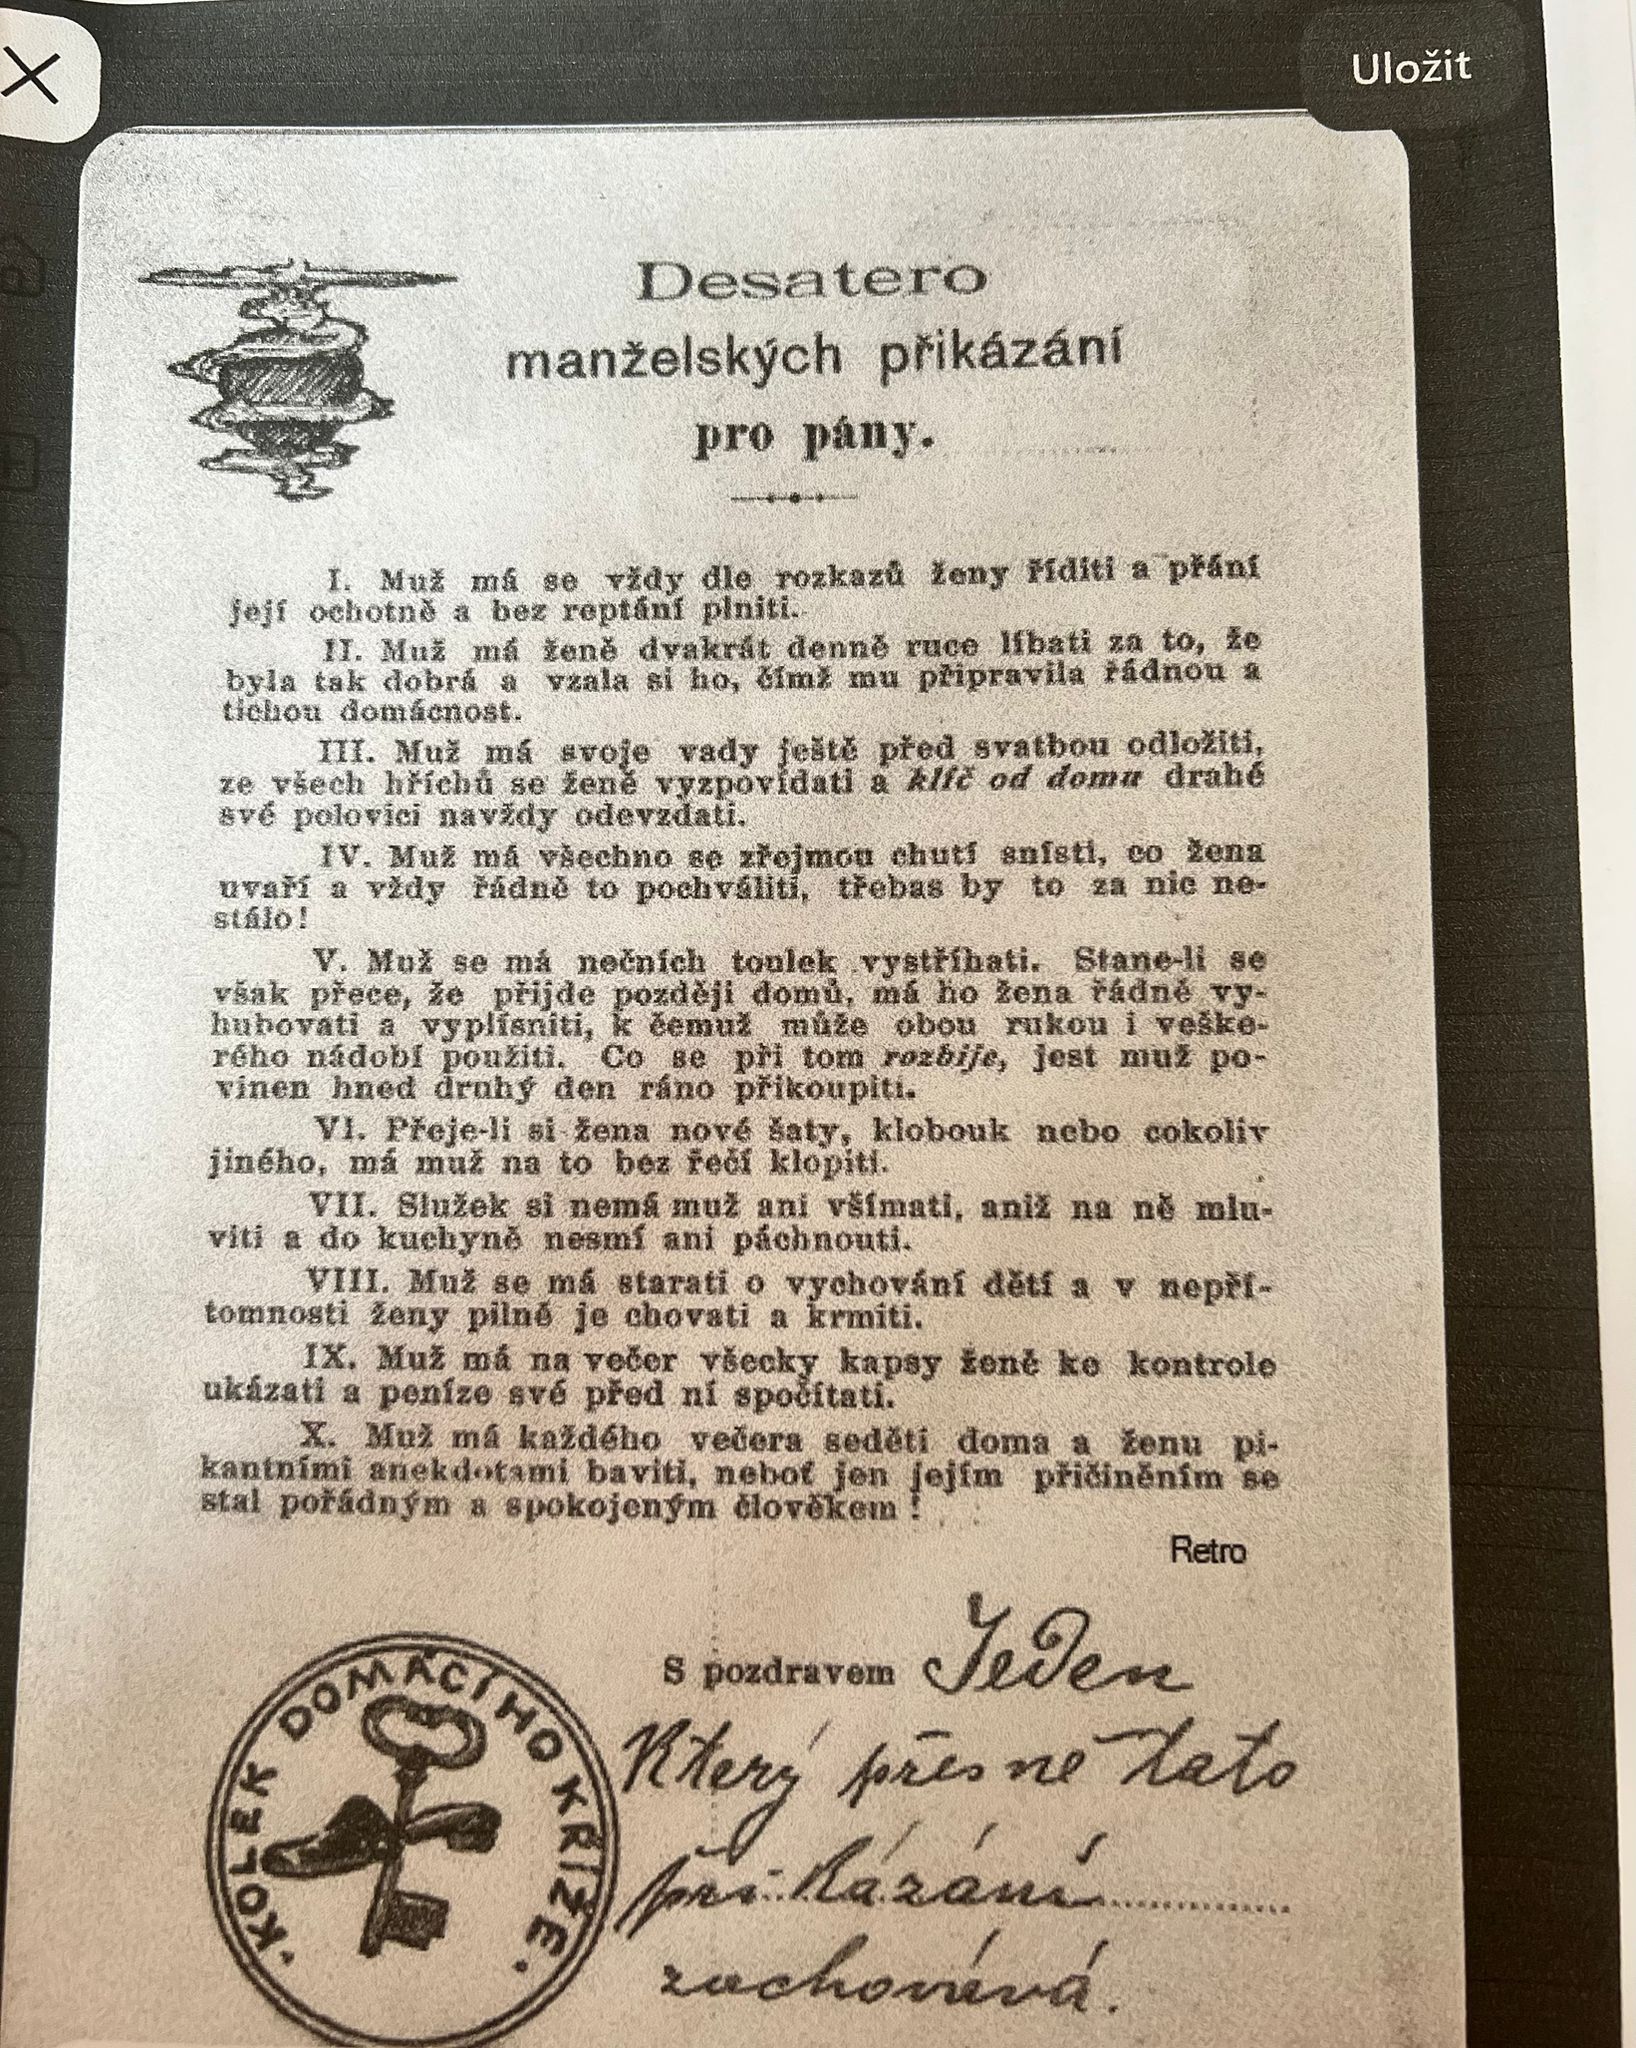 Uložit
Desatero
manželských přikázání
pro pány.
I. Muž má se vždy dle rozkazů ženy říditi a přání
její ochotně a bez reptání plniti.
II. Muž má ženě dvakrát denně ruce líbati za to, že
byla tak dobrá a vzala si ho, čímž mu připravila řádnou a
tichou domácnost.
III. Muž má svoje vady ještě před svatbou odložiti,
ze všech hříchů se ženě vyzpovídati a klíč od domu drahé
své polovici navždy odevzdati.
IV. Muž má všechno se zřejmou chutí snísti, co žena
uvaří a vždy řádně to pochváliti, třebas by to za nic ne-
stálo!
V. Muž se má nečních toulek vystříhati. Stane-li se
však přece, že přijde později domů, má ho žena řádně vy-
hubovati a vyplísniti, k čemuž může obou rukou i veške-
rého nádobí použiti. Co se při tom rozbije, jest muž po-
vinen hned druhý den ráno přikoupiti.
VI. Přeje-li si žena nové šaty, klobouk nebo cokoliv
jiného, má muž na to bez řečí klopiti.
VII. Služek si nemá muž ani všímati, aniž na ně mlu-
viti a do kuchyně nesmí ani páchnouti.
VIII. Muž se má starati o vychování dětí a v nepří-
tomnosti ženy pilně je chovati a krmiti.
IX. Muž má na večer všecky kapsy ženě ke kontrole
ukázati a peníze své před ní spočítati.
X. Muž má každého večera seděti doma a ženu pi-
kantními anekdotami baviti, neboť jen jejím přičiněním se
stal pořádným a spokojeným člověkem!
Retro
S pozdravem Jeden
Který přesně tato
přikázání
zachovává.
KOLEK DOMÁCÍHO KŘÍŽE